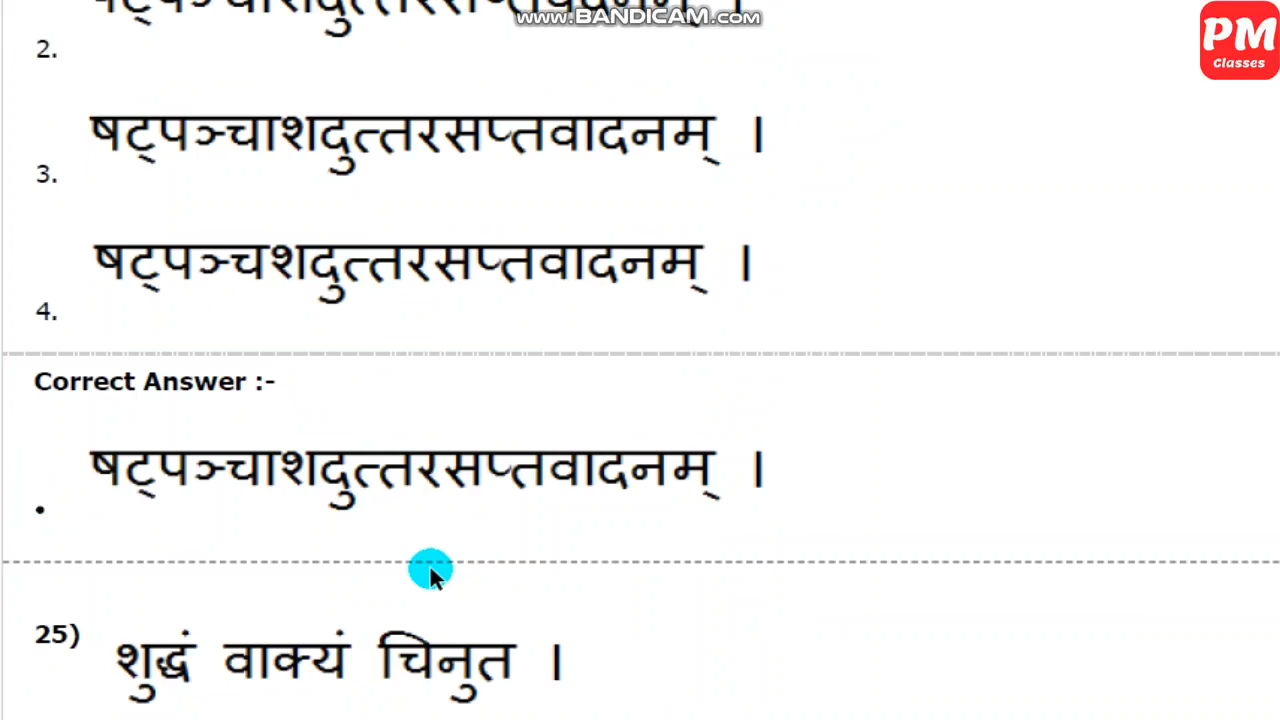 www.BANDICAM.com
PM
Classes
2.
षट्पञ्चाशदुत्तरसप्तवादनम् ।
3.
षट्पञ्चशदुत्तरसप्तवादनम् ।
4.
Correct Answer :-
षट्पञ्चाशदुत्तरसप्तवादनम् ।
•
25) शुद्धं वाक्यं चिनुत ।